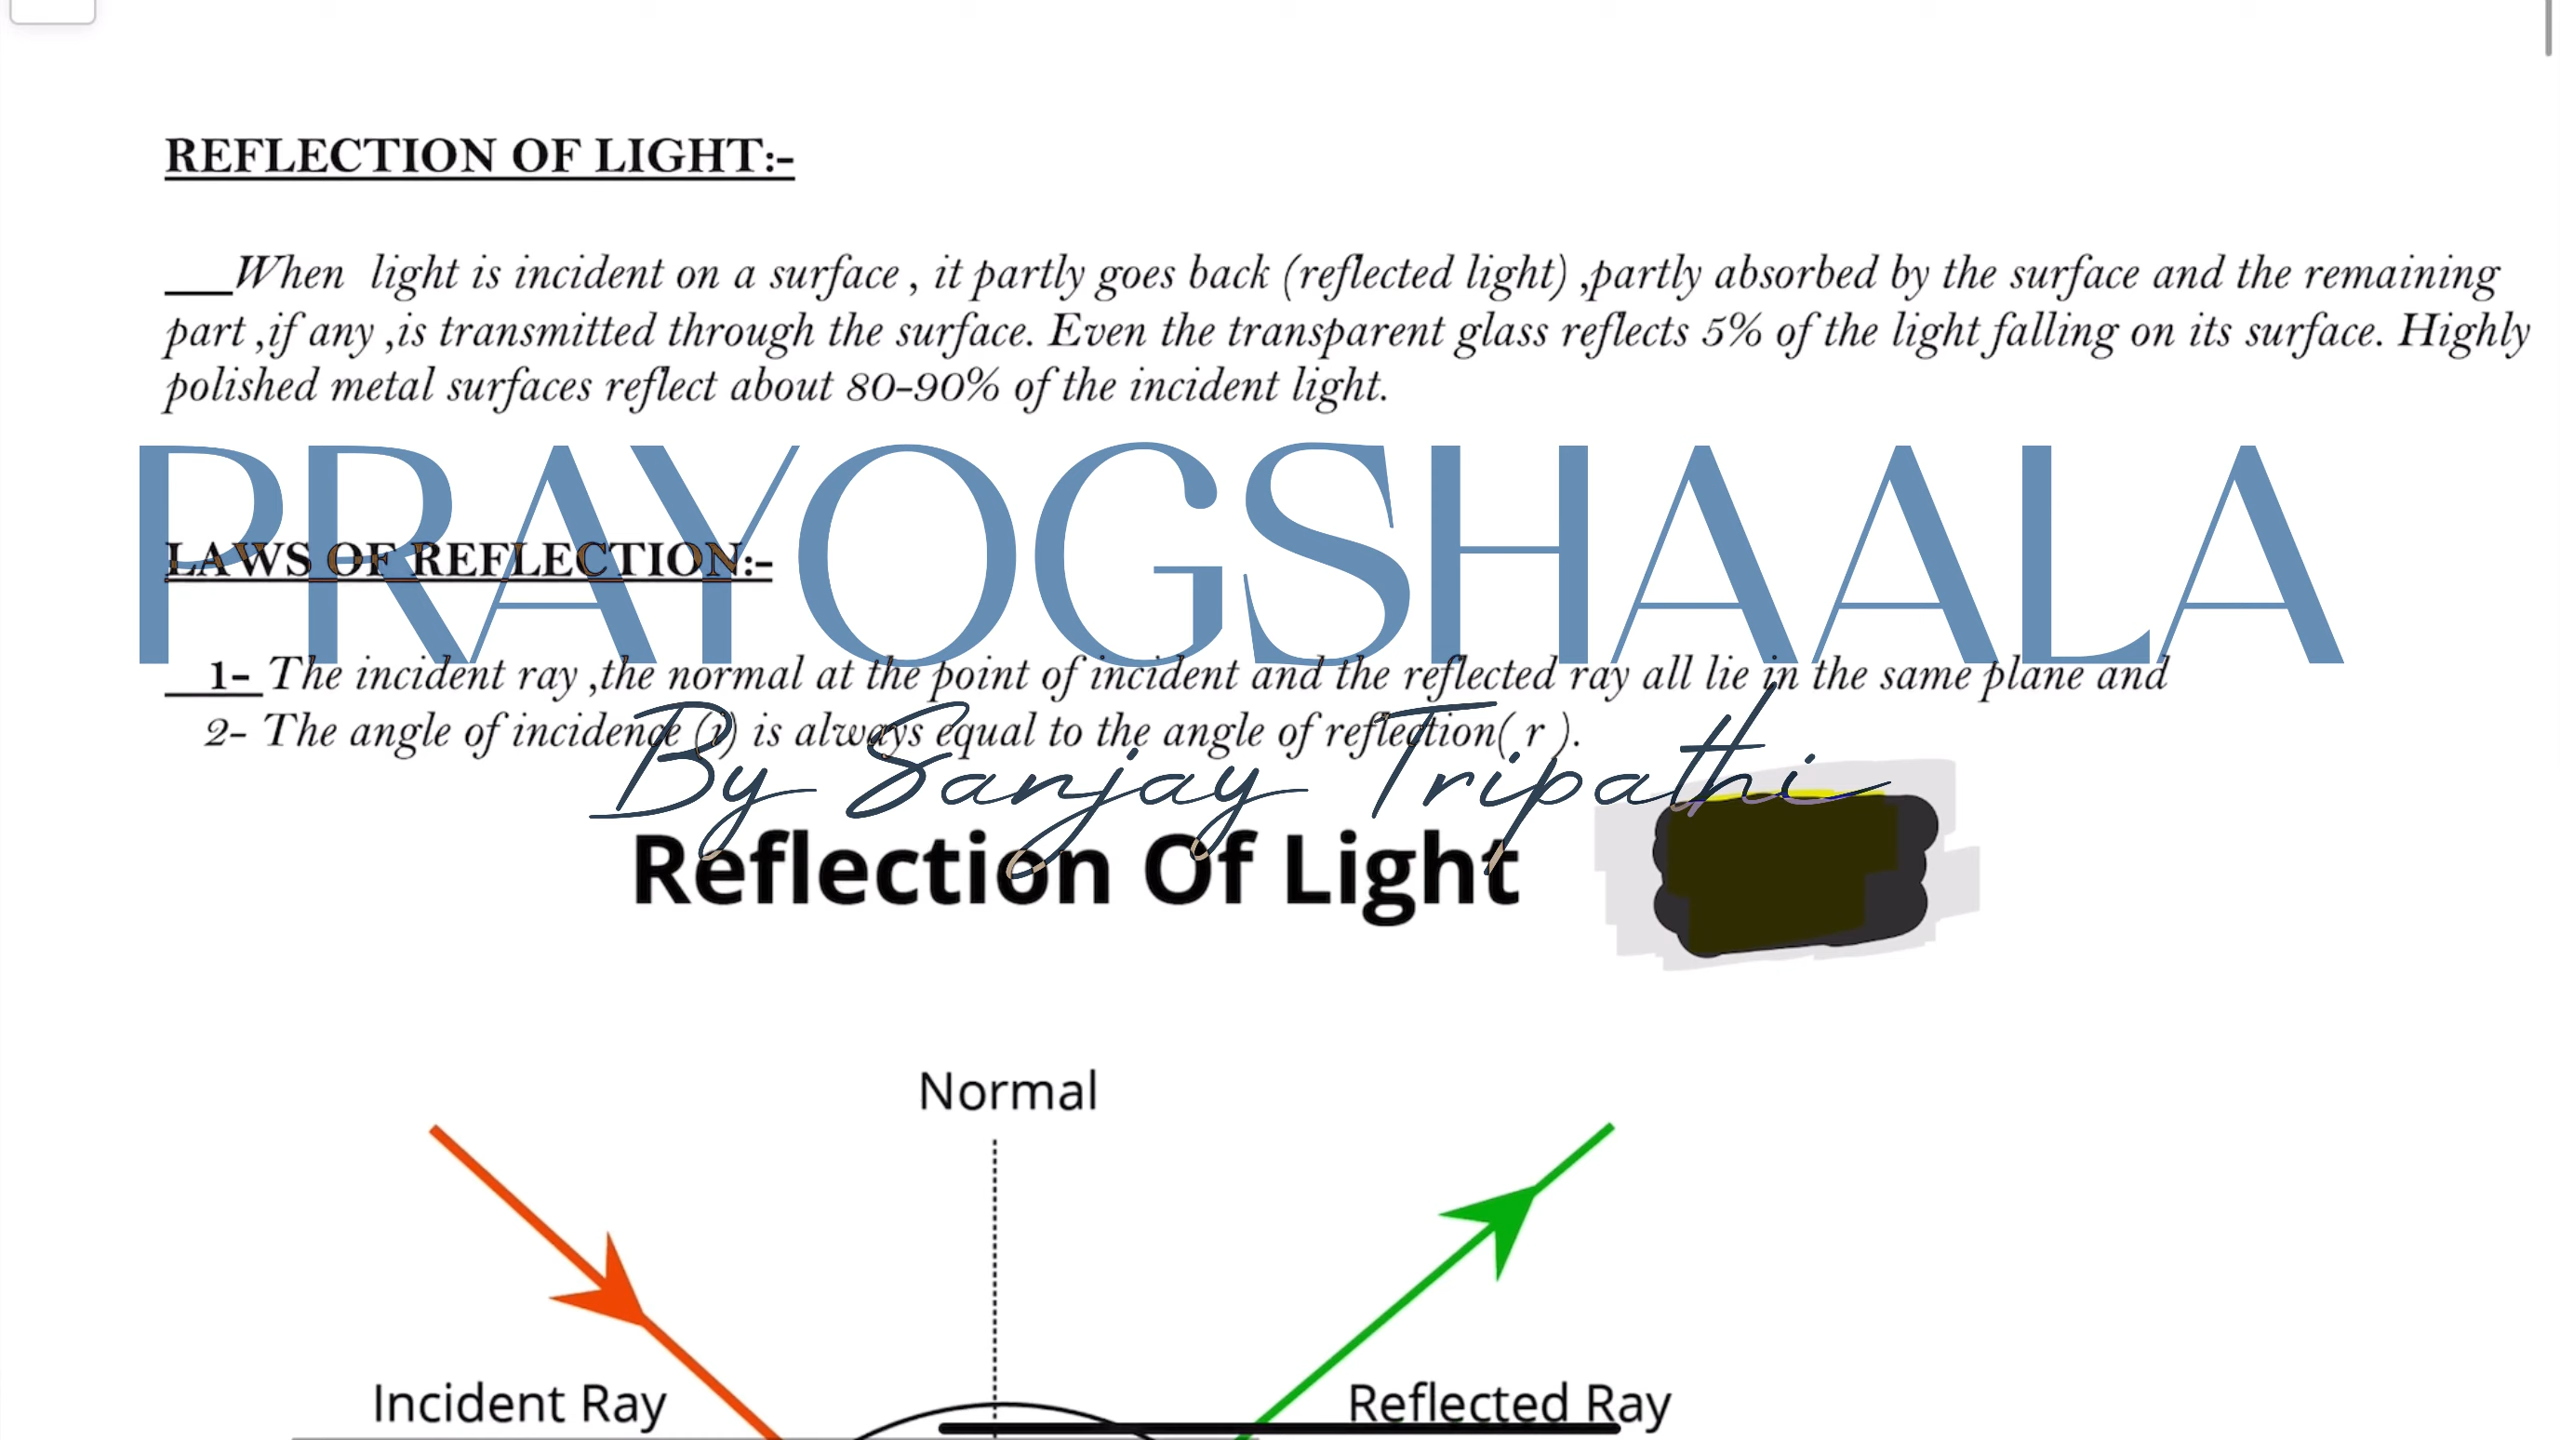 REFLECTION OF LIGHT:-
When light is incident on a surface , it partly goes back (reflected light) ,partly absorbed by the surface and the remaining
part ,if any ,is transmitted through the surface. Even the transparent glass reflects 5% of the light falling on its surface. Highly
polished metal surfaces reflect about 80-90% of the incident light.
PRAYOGSHAALA
LAWS OF REFLECTION:-
1- The incident ray ,the normal at the point of incident and the reflected ray all lie in the same plane and
2- The angle of incidence (i) is always equal to the angle of reflection( r ).
By Sanjay Tripathi
Reflection Of Light
Normal
Incident Ray
Reflected Ray